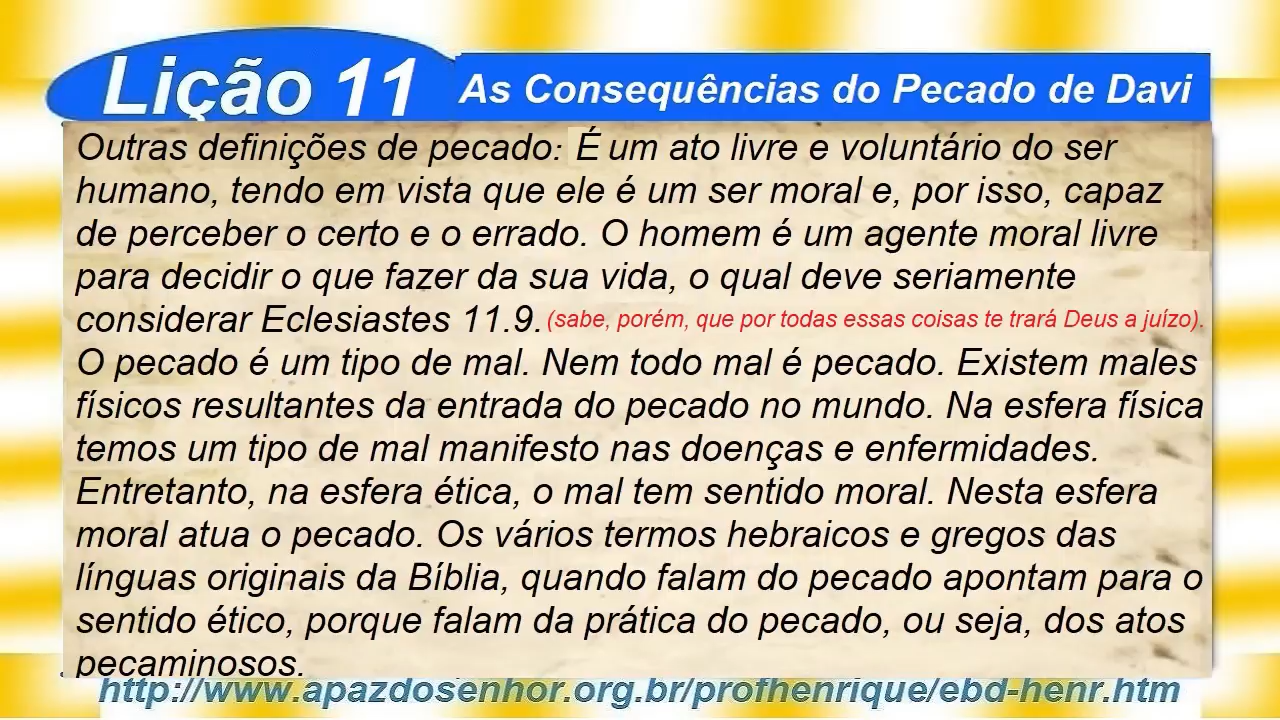 Lição 11
As Consequências do Pecado de Davi
Outras definições de pecado: É um ato livre e voluntário do ser
humano, tendo em vista que ele é um ser moral e, por isso, capaz
de perceber o certo e o errado. O homem é um agente moral livre
para decidir o que fazer da sua vida, o qual deve seriamente
considerar Eclesiastes 11.9. (sabe, porém, que por todas essas coisas te trará Deus a juízo).
O pecado é um tipo de mal. Nem todo mal é pecado. Existem males
físicos resultantes da entrada do pecado no mundo. Na esfera física
temos um tipo de mal manifesto nas doenças e enfermidades.
Entretanto, na esfera ética, o mal tem sentido moral. Nesta esfera
moral atua o pecado. Os vários termos hebraicos e gregos das
línguas originais da Bíblia, quando falam do pecado apontam para o
sentido ético, porque falam da prática do pecado, ou seja, dos atos
pecaminosos.
http://www.apazdosenhor.org.br/profhenrique/ebd-henr.htm